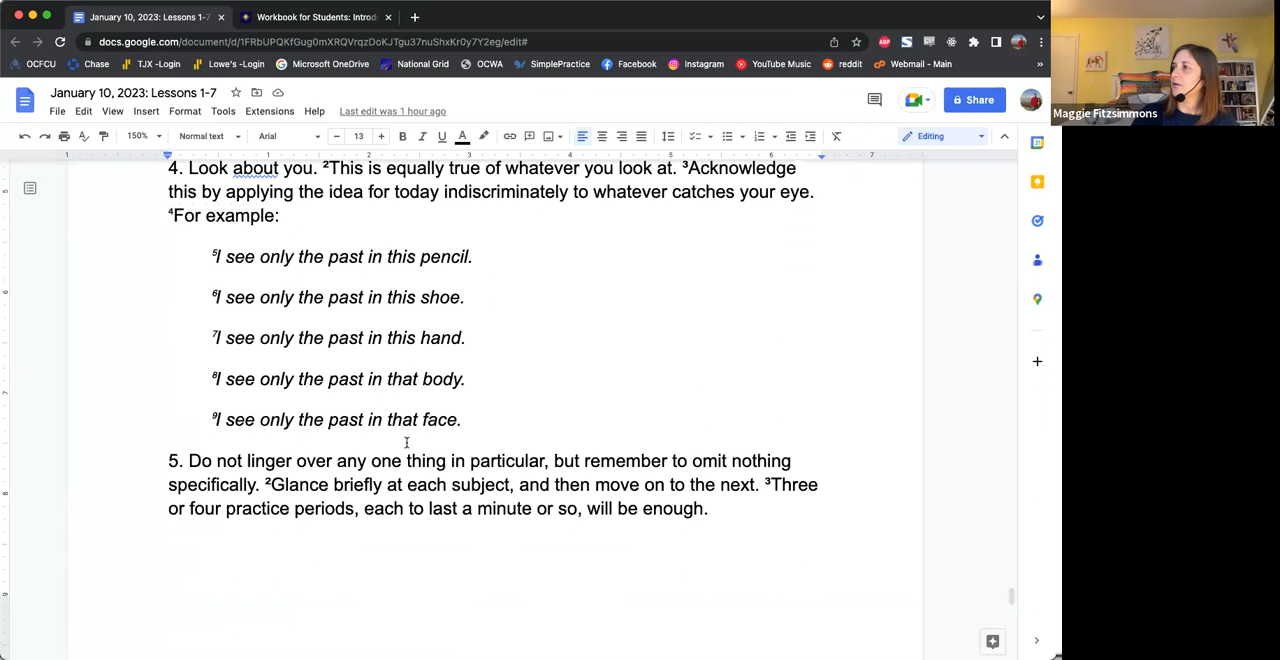 January 10, 2023: Lessons 1-7
Workbook for Students: Introd
docs.google.com/document/d/1FRbUPQKfGug0mXRQVrqzDoKJTgu37nuShxKr0y7Y2eg/edit#
OCFCU Chase TJX -Login Lowe's -Login Microsoft OneDrive National Grid OCWA SimplePractice Facebook Instagram YouTube Music reddit Webmail - Main »
January 10, 2023: Lessons 1-7
File Edit View Insert Format Tools Extensions Help Last edit was 1 hour ago
Share
Maggie Fitzsimmons
150% Normal text Arial 13 B I U A Editing
1 1 2 3 4 5 6 7
4. Look about you. ²This is equally true of whatever you look at. ³Acknowledge
this by applying the idea for today indiscriminately to whatever catches your eye.
⁴For example:
⁵I see only the past in this pencil.
⁶I see only the past in this shoe.
⁷I see only the past in this hand.
⁸I see only the past in that body.
⁹I see only the past in that face.
5. Do not linger over any one thing in particular, but remember to omit nothing
specifically. ²Glance briefly at each subject, and then move on to the next. ³Three
or four practice periods, each to last a minute or so, will be enough.